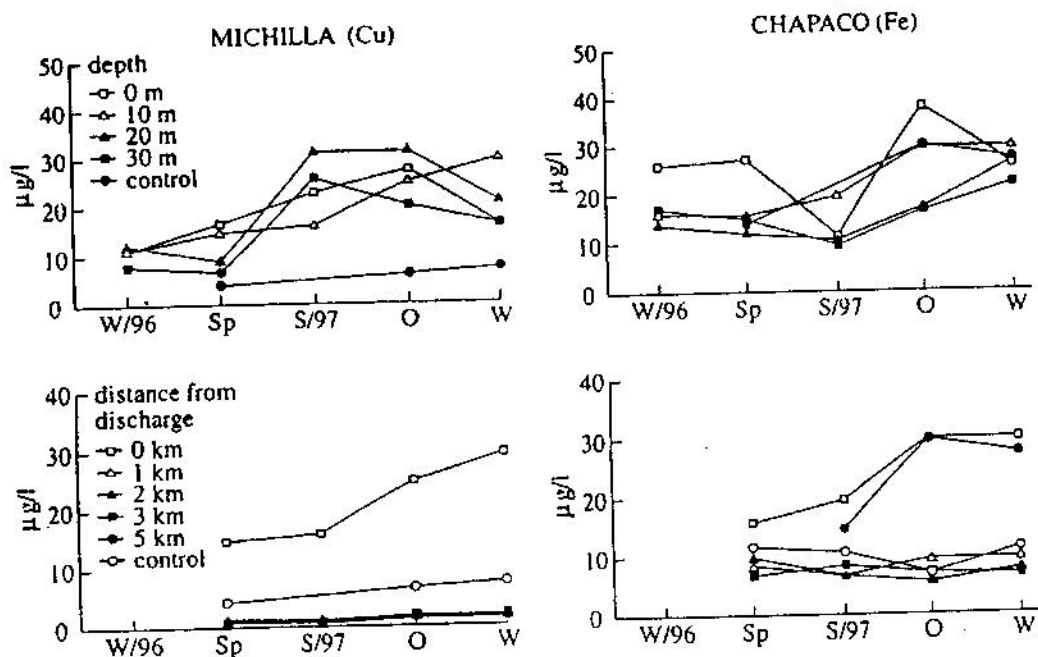 MICHILLA (Cu)
CHAPACO (Fe)
50
40
30
20
10
0
µg/l
depth
0 m
10 m
20 m
30 m
control
W/96
Sp
S/97
O
W
50
40
30
20
10
0
µg/l
W/96
Sp
S/97
O
W
40
30
20
10
0
µg/l
distance from
discharge
0 km
1 km
2 km
3 km
5 km
control
W/96
Sp
S/97
O
W
40
30
20
10
0
µg/l
W/96
Sp
S/97
O
W